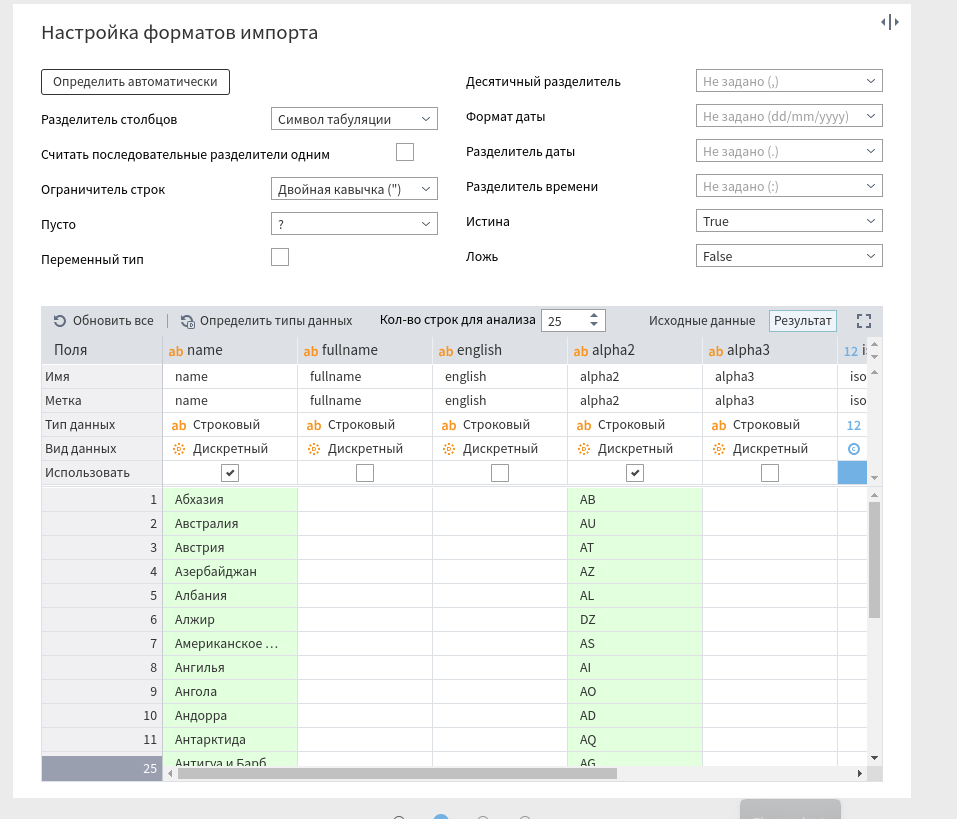 Настройка форматов импорта
Определить автоматически
Разделитель столбцов Символ табуляции
Считать последовательные разделители одним
Ограничитель строк Двойная кавычка (")
Пусто ?
Переменный тип
Десятичный разделитель Не задано (,)
Формат даты Не задано (dd/mm/yyyy)
Разделитель даты Не задано (.)
Разделитель времени Не задано (:)
Истина True
Ложь False
Обновить все Определить типы данных Кол-во строк для анализа 25 Исходные данные Результат
Поля ab name ab fullname ab english ab alpha2 ab alpha3 12
Имя name fullname english alpha2 alpha3 iso
Метка name fullname english alpha2 alpha3 iso
Тип данных ab Строковый ab Строковый ab Строковый ab Строковый ab Строковый 12
Вид данных Дискретный Дискретный Дискретный Дискретный Дискретный
Использовать
1 Абхазия AB
2 Австралия AU
3 Австрия AT
4 Азербайджан AZ
5 Албания AL
6 Алжир DZ
7 Американское ... AS
8 Ангилья AI
9 Ангола AO
10 Андорра AD
11 Антарктида AQ
Антигуа и Барб AG
25